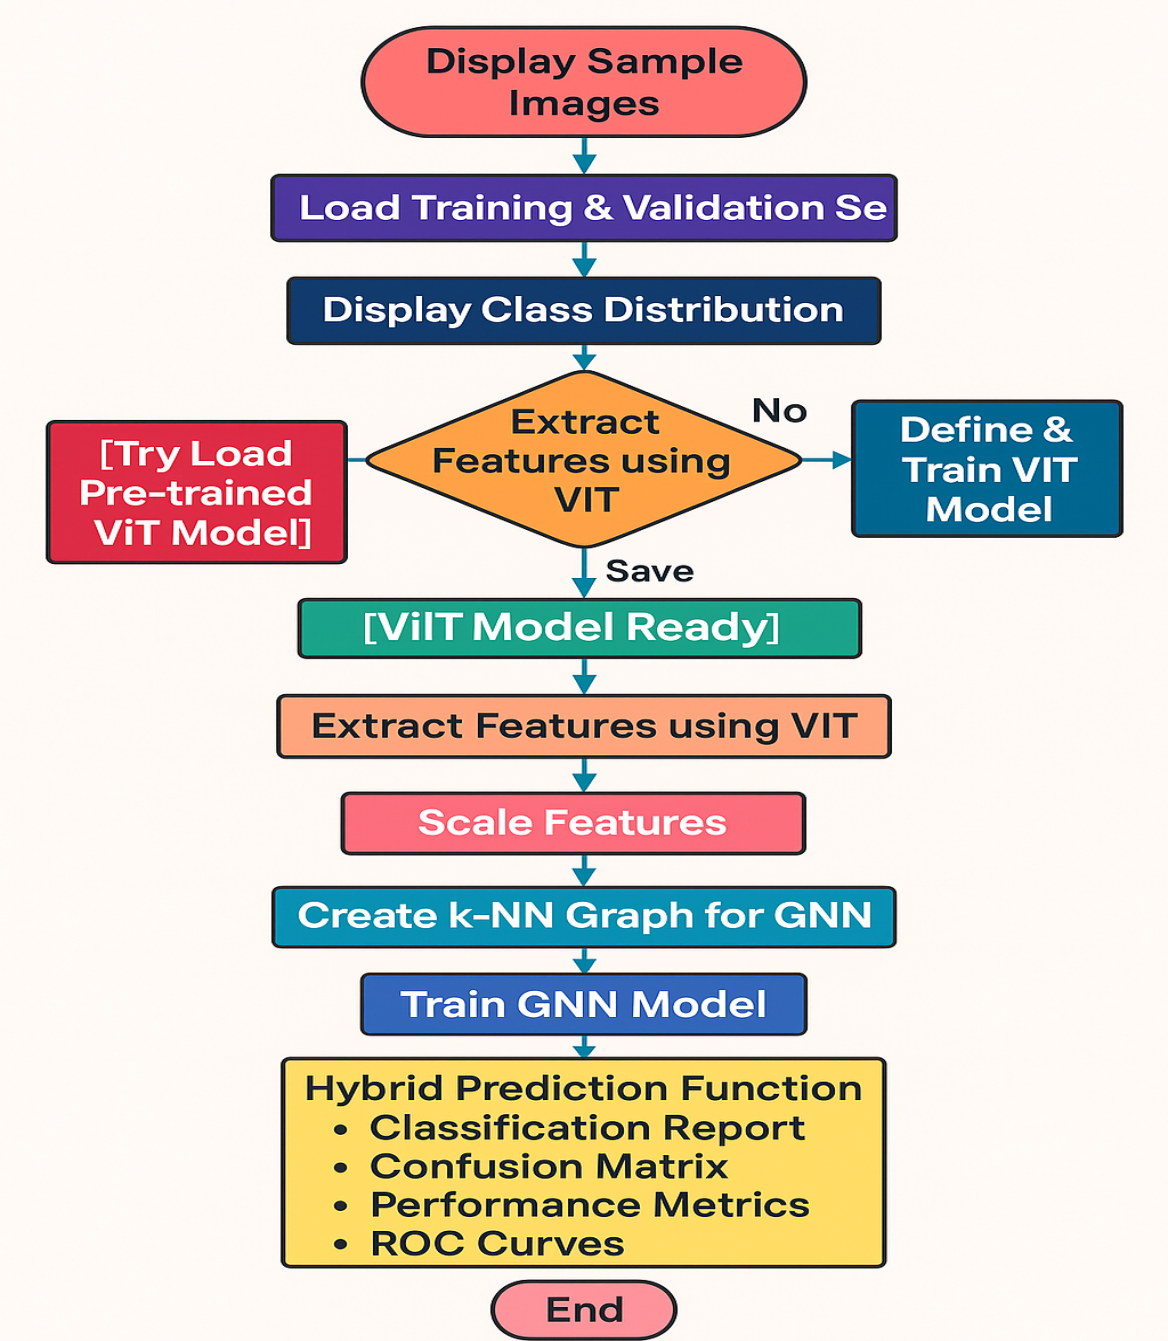 Display Sample
Images
Load Training & Validation Se
Display Class Distribution
Extract
Features using
VIT
No
[Try Load
Pre-trained
ViT Model]
Define &
Train VIT
Model
Save
[VilT Model Ready]
Extract Features using VIT
Scale Features
Create k-NN Graph for GNN
Train GNN Model
Hybrid Prediction Function
• Classification Report
• Confusion Matrix
• Performance Metrics
• ROC Curves
End